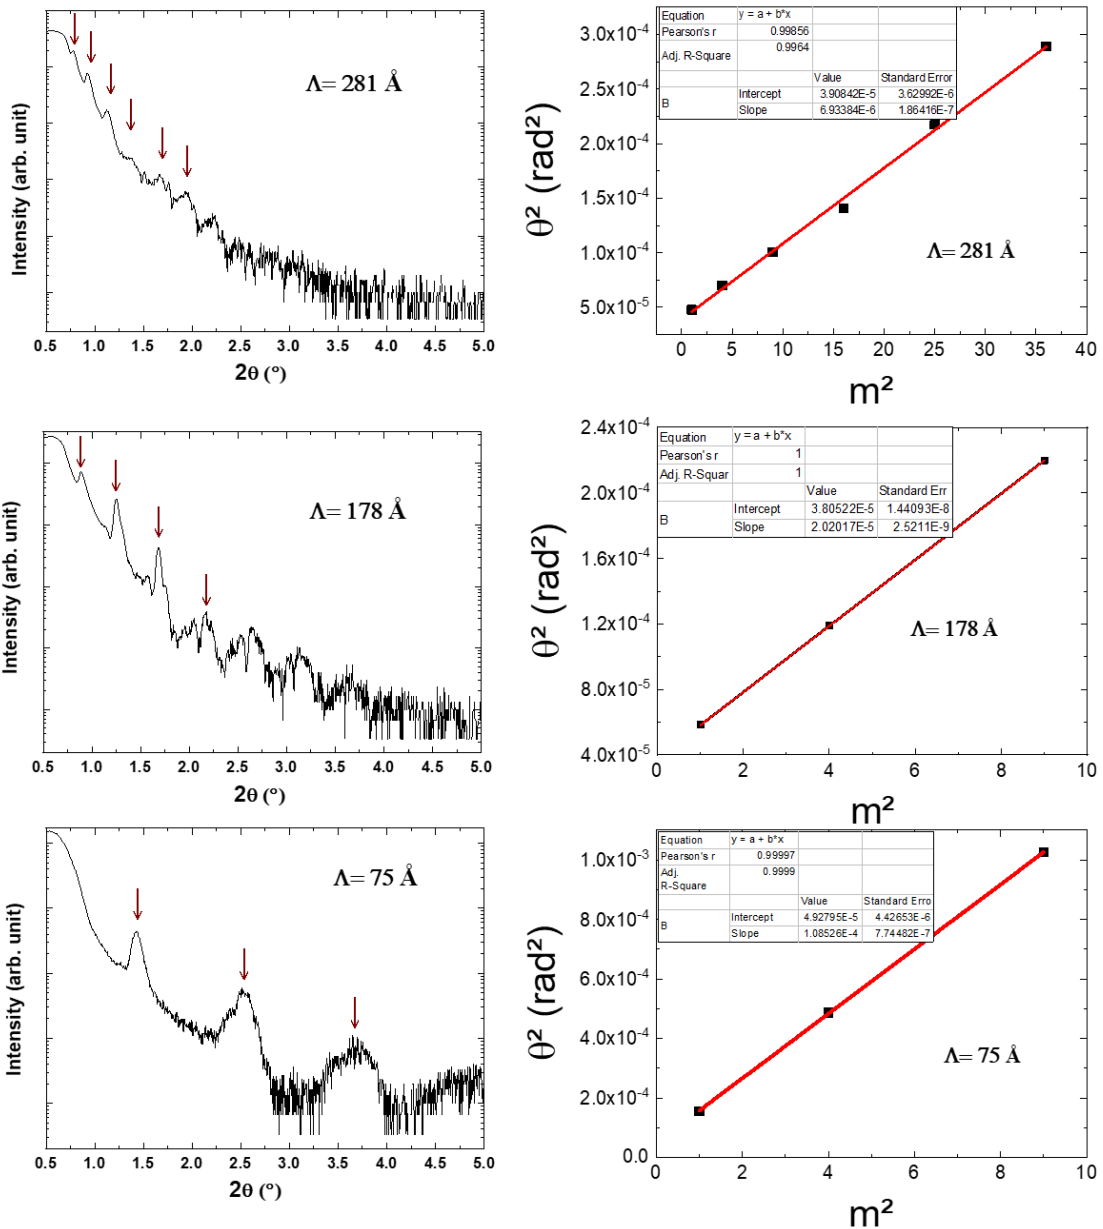 Λ= 281 Å
Intensity (arb. unit)
0.5 1.0 1.5 2.0 2.5 3.0 3.5 4.0 4.5 5.0
2θ (°)
Equation y = a + b*x
Pearson's r 0.99856
Adj. R-Square 0.9964
Value Standard Error
B Intercept 3.90842E-5 3.62992E-6
Slope 6.93384E-6 1.86416E-7
3.0x10⁻⁴
2.5x10⁻⁴
2.0x10⁻⁴
1.5x10⁻⁴
1.0x10⁻⁴
5.0x10⁻⁵
θ² (rad²)
Λ= 281 Å
0 5 10 15 20 25 30 35 40
m²
Λ= 178 Å
Intensity (arb. unit)
0.5 1.0 1.5 2.0 2.5 3.0 3.5 4.0 4.5 5.0
2θ (°)
Equation y = a + b*x
Pearson's r 1
Adj. R-Squar 1
Value Standard Err
B Intercept 3.80522E-5 1.44093E-8
Slope 2.02017E-5 2.5211E-9
2.4x10⁻⁴
2.0x10⁻⁴
1.6x10⁻⁴
1.2x10⁻⁴
8.0x10⁻⁵
4.0x10⁻⁵
θ² (rad²)
Λ= 178 Å
0 2 4 6 8 10
m²
Λ= 75 Å
Intensity (arb. unit)
0.5 1.0 1.5 2.0 2.5 3.0 3.5 4.0 4.5 5.0
2θ (°)
Equation y = a + b*x
Pearson's r 0.99997
Adj. 0.9999
R-Square
Value Standard Erro
B Intercept 4.92795E-5 4.42653E-6
Slope 1.08526E-4 7.74482E-7
1.0x10⁻³
8.0x10⁻⁴
6.0x10⁻⁴
4.0x10⁻⁴
2.0x10⁻⁴
0.0
θ² (rad²)
Λ= 75 Å
0 2 4 6 8 10
m²